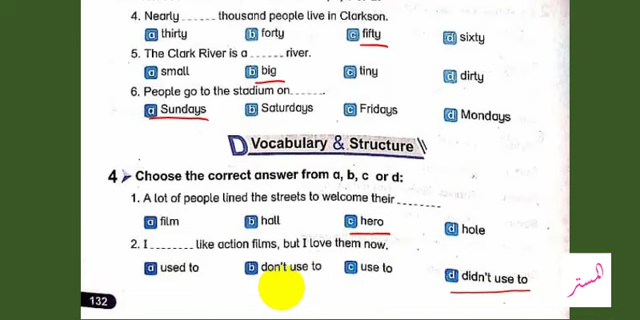 4. Nearly ______ thousand people live in Clarkson.
a thirty b forty c fifty d sixty
5. The Clark River is a ______ river.
a small b big c tiny d dirty
6. People go to the stadium on ______.
a Sundays b Saturdays c Fridays d Mondays
D Vocabulary & Structure
4 Choose the correct answer from a, b, c or d:
1. A lot of people lined the streets to welcome their ________
a film b hall c hero d hole
2. I ________ like action films, but I love them now.
a used to b don't use to c use to d didn't use to
132
المستر